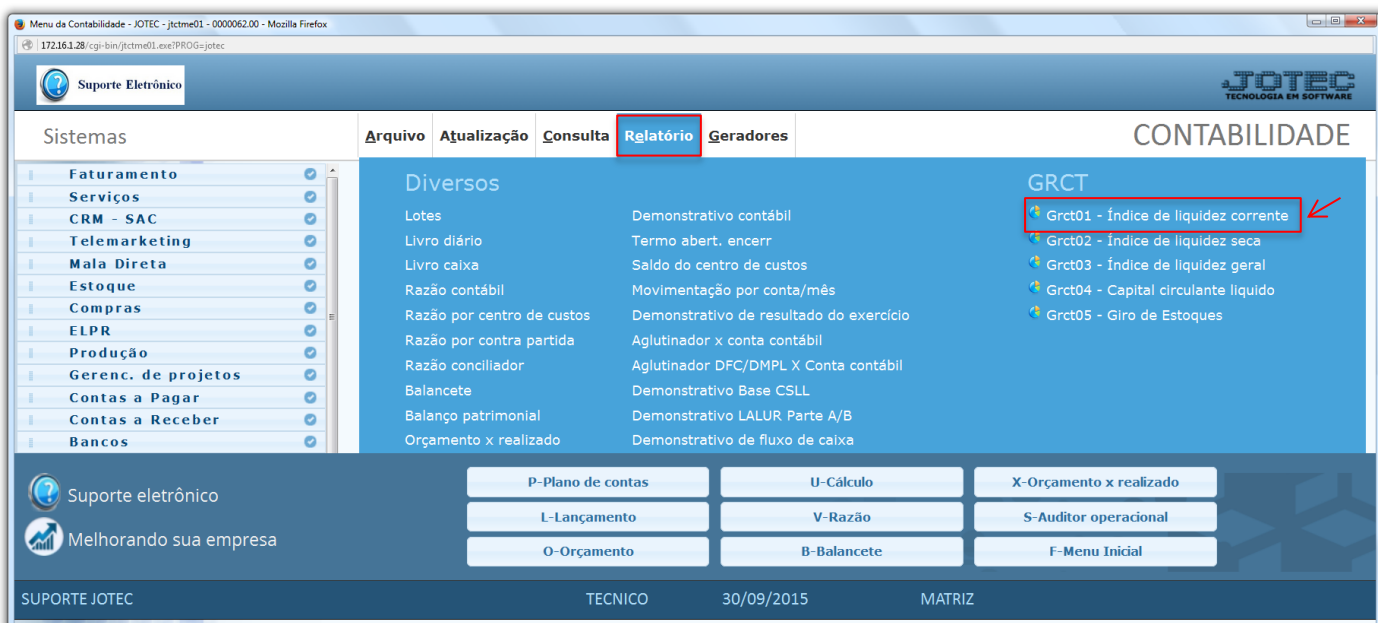 Menu da Contabilidade - JOTEC - jtctme01 - 0000062.00 - Mozilla Firefox
172.16.1.28/cgi-bin/jtctme01.exe?PROG=jotec
Suporte Eletrônico
JOTEC
TECNOLOGIA EM SOFTWARE
Sistemas
Arquivo Atualização Consulta Relatório Geradores
CONTABILIDADE
Faturamento
Serviços
CRM - SAC
Telemarketing
Mala Direta
Estoque
Compras
ELPR
Produção
Gerenc. de projetos
Contas a Pagar
Contas a Receber
Bancos
Diversos
Lotes
Livro diário
Livro caixa
Razão contábil
Razão por centro de custos
Razão por contra partida
Razão conciliador
Balancete
Balanço patrimonial
Orçamento x realizado
Demonstrativo contábil
Termo abert. encerr
Saldo do centro de custos
Movimentação por conta/mês
Demonstrativo de resultado do exercício
Aglutinador x conta contábil
Aglutinador DFC/DMPL X Conta contábil
Demonstrativo Base CSLL
Demonstrativo LALUR Parte A/B
Demonstrativo de fluxo de caixa
GRCT
Grct01 - Índice de liquidez corrente
Grct02 - Índice de liquidez seca
Grct03 - Índice de liquidez geral
Grct04 - Capital circulante liquido
Grct05 - Giro de Estoques
Suporte eletrônico
Melhorando sua empresa
P-Plano de contas U-Cálculo X-Orçamento x realizado
L-Lançamento V-Razão S-Auditor operacional
O-Orçamento B-Balancete F-Menu Inicial
SUPORTE JOTEC TECNICO 30/09/2015 MATRIZ